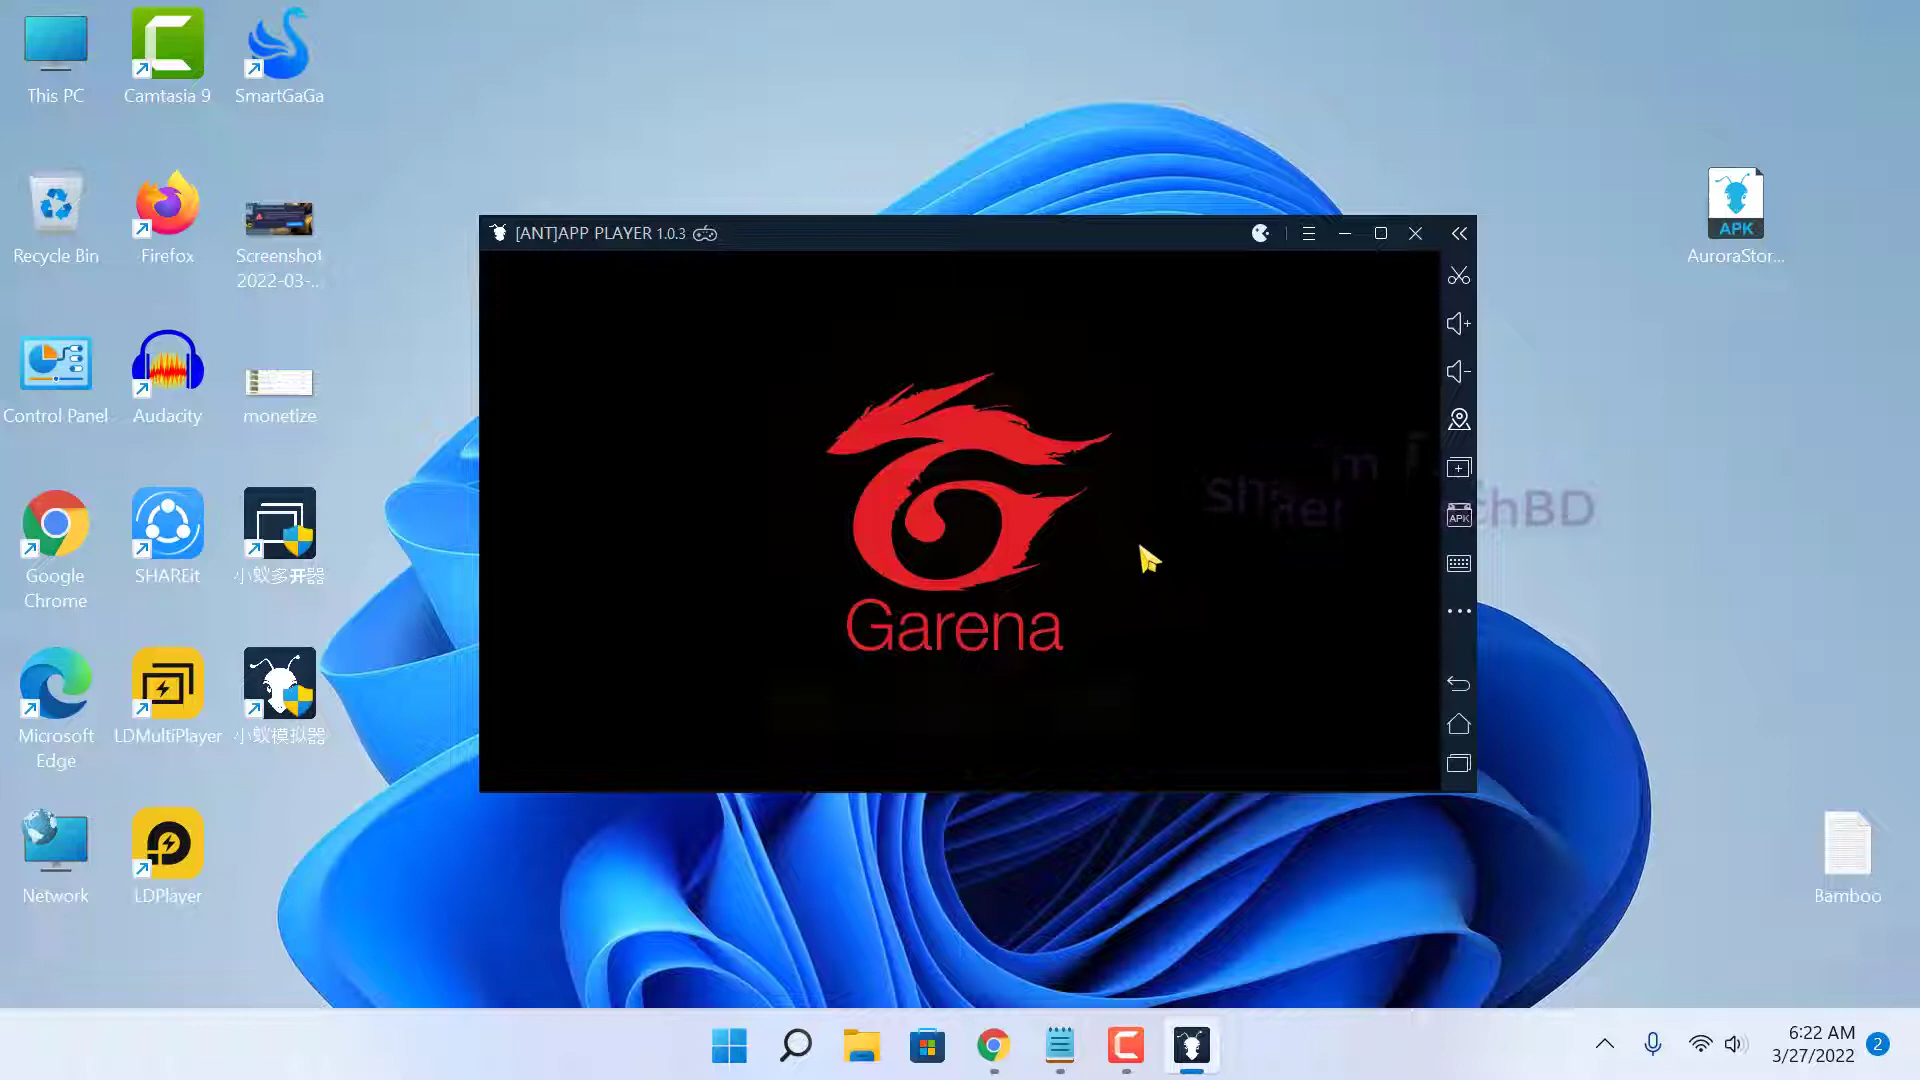 This PC
Camtasia 9
SmartGaGa
Recycle Bin
Firefox
Screenshot
2022-03-...
Control Panel
Audacity
monetize
Google
Chrome
SHAREit
小蚁多开器
Microsoft
Edge
LDMultiPlayer
小蚁模拟器
Network
LDPlayer
[ANT]APP PLAYER 1.0.3
APK
Garena
hBD
APK
AuroraStor...
Bamboo
6:22 AM
3/27/2022
2